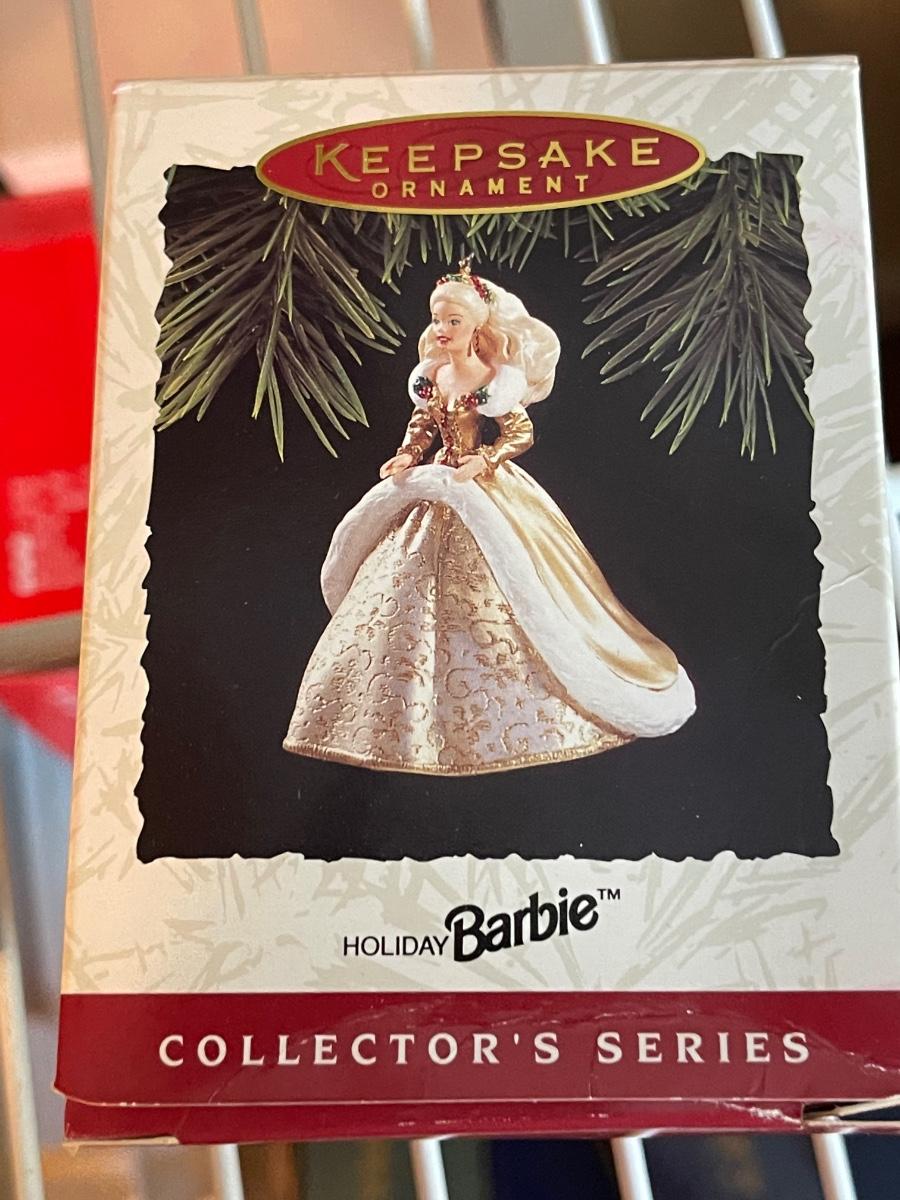 KEEPSAKE
ORNAMENT
HOLIDAY Barbie™
COLLECTOR'S SERIES